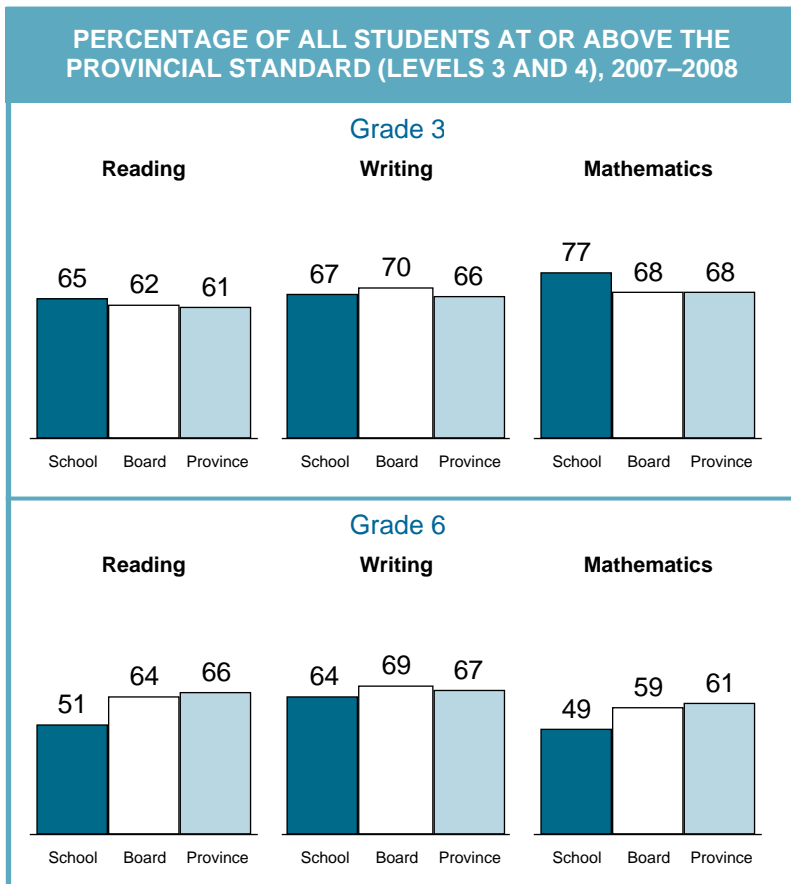 PERCENTAGE OF ALL STUDENTS AT OR ABOVE THE
PROVINCIAL STANDARD (LEVELS 3 AND 4), 2007–2008
Grade 3
Reading Writing Mathematics
65 62 61 67 70 66 77 68 68
School Board Province School Board Province School Board Province
Grade 6
Reading Writing Mathematics
51 64 66 64 69 67 49 59 61
School Board Province School Board Province School Board Province